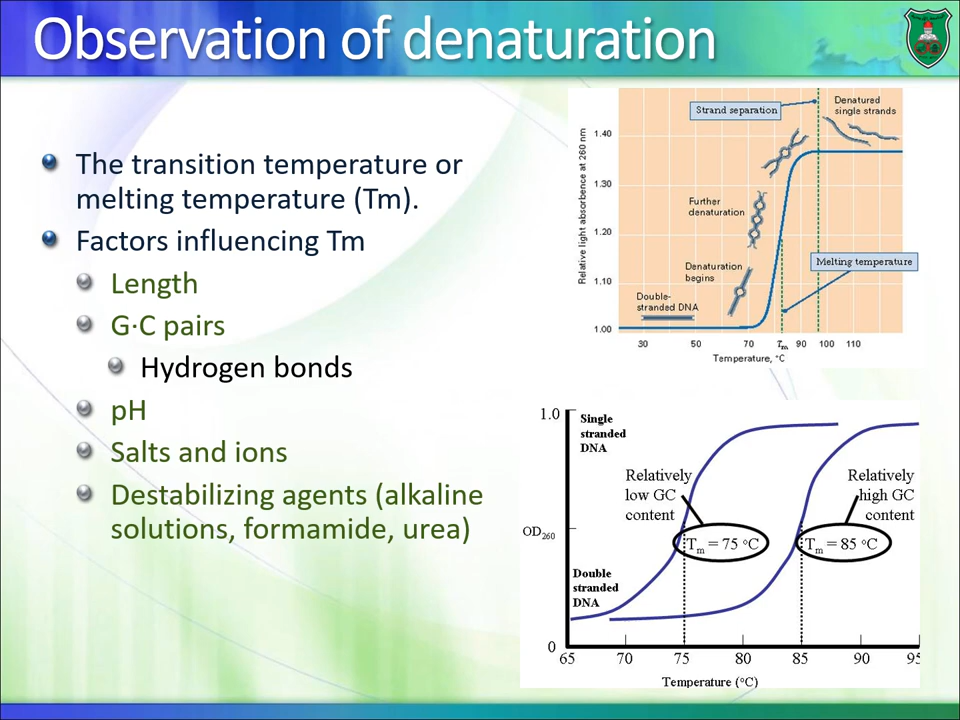 Observation of denaturation
The transition temperature or
melting temperature (Tm).
Factors influencing Tm
Length
G·C pairs
Hydrogen bonds
pH
Salts and ions
Destabilizing agents (alkaline
solutions, formamide, urea)
Relative light absorbence at 260 nm
1.40
1.30
1.20
1.10
1.00
Strand separation
Denatured
single strands
Further
denaturation
Denaturation
begins
Melting temperature
Double-
stranded DNA
30 50 70 Tm 90 100 110
Temperature, °C
1.0
Single
stranded
DNA
Relatively
low GC
content
Relatively
high GC
content
OD260
Tm = 75 °C
Tm = 85 °C
Double
stranded
DNA
0
65 70 75 80 85 90 95
Temperature (°C)